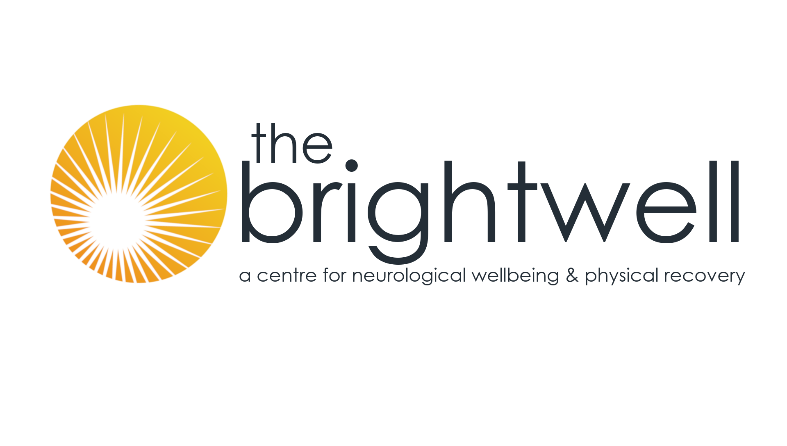 the
brightwell
a centre for neurological wellbeing & physical recovery